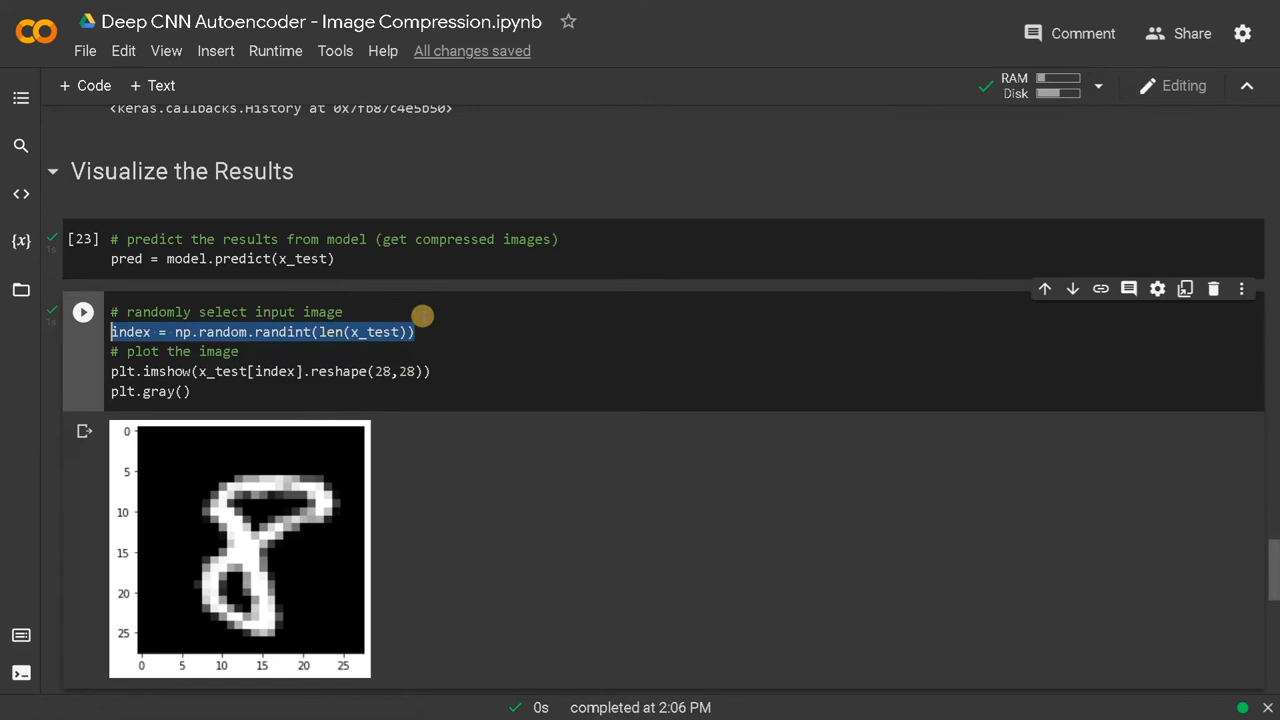 Deep CNN Autoencoder - Image Compression.ipynb
Comment
Share
File Edit View Insert Runtime Tools Help All changes saved
+ Code + Text
RAM
Disk
Editing
<keras.callbacks.History at 0x7fb87c4e5b50>
Visualize the Results
1s
[23] # predict the results from model (get compressed images)
pred = model.predict(x_test)
1s
# randomly select input image
index = np.random.randint(len(x_test))
# plot the image
plt.imshow(x_test[index].reshape(28,28))
plt.gray()
0
5
10
15
20
25
0 5 10 15 20 25
{x}
0s completed at 2:06 PM